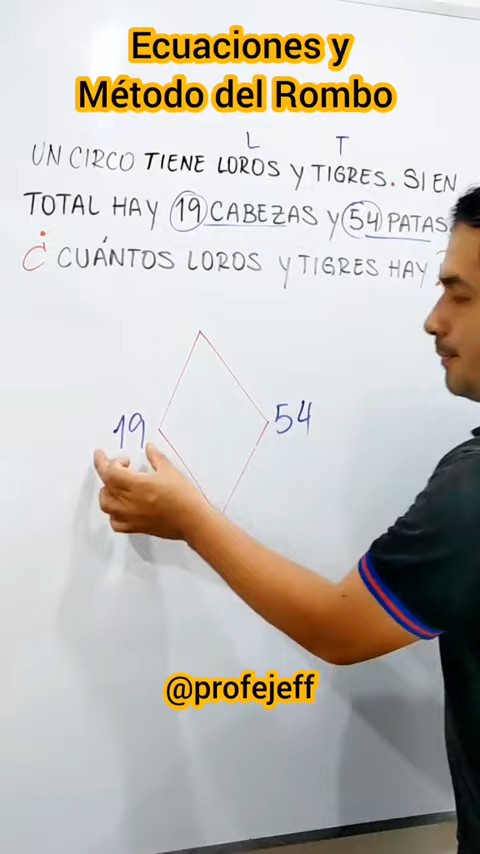 Ecuaciones y
Método del Rombo
L T
UN CIRCO TIENE LOROS Y TIGRES. SI EN
TOTAL HAY 19 CABEZAS Y 54 PATAS
¿ CUÁNTOS LOROS Y TIGRES HAY ?
19 54
@profejeff